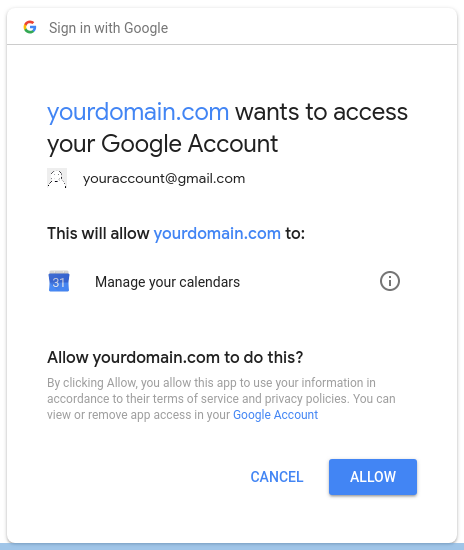 Sign in with Google
yourdomain.com wants to access
your Google Account
youraccount@gmail.com
This will allow yourdomain.com to:
31
Manage your calendars
Allow yourdomain.com to do this?
By clicking Allow, you allow this app to use your information in
accordance to their terms of service and privacy policies. You can
view or remove app access in your Google Account
CANCEL
ALLOW